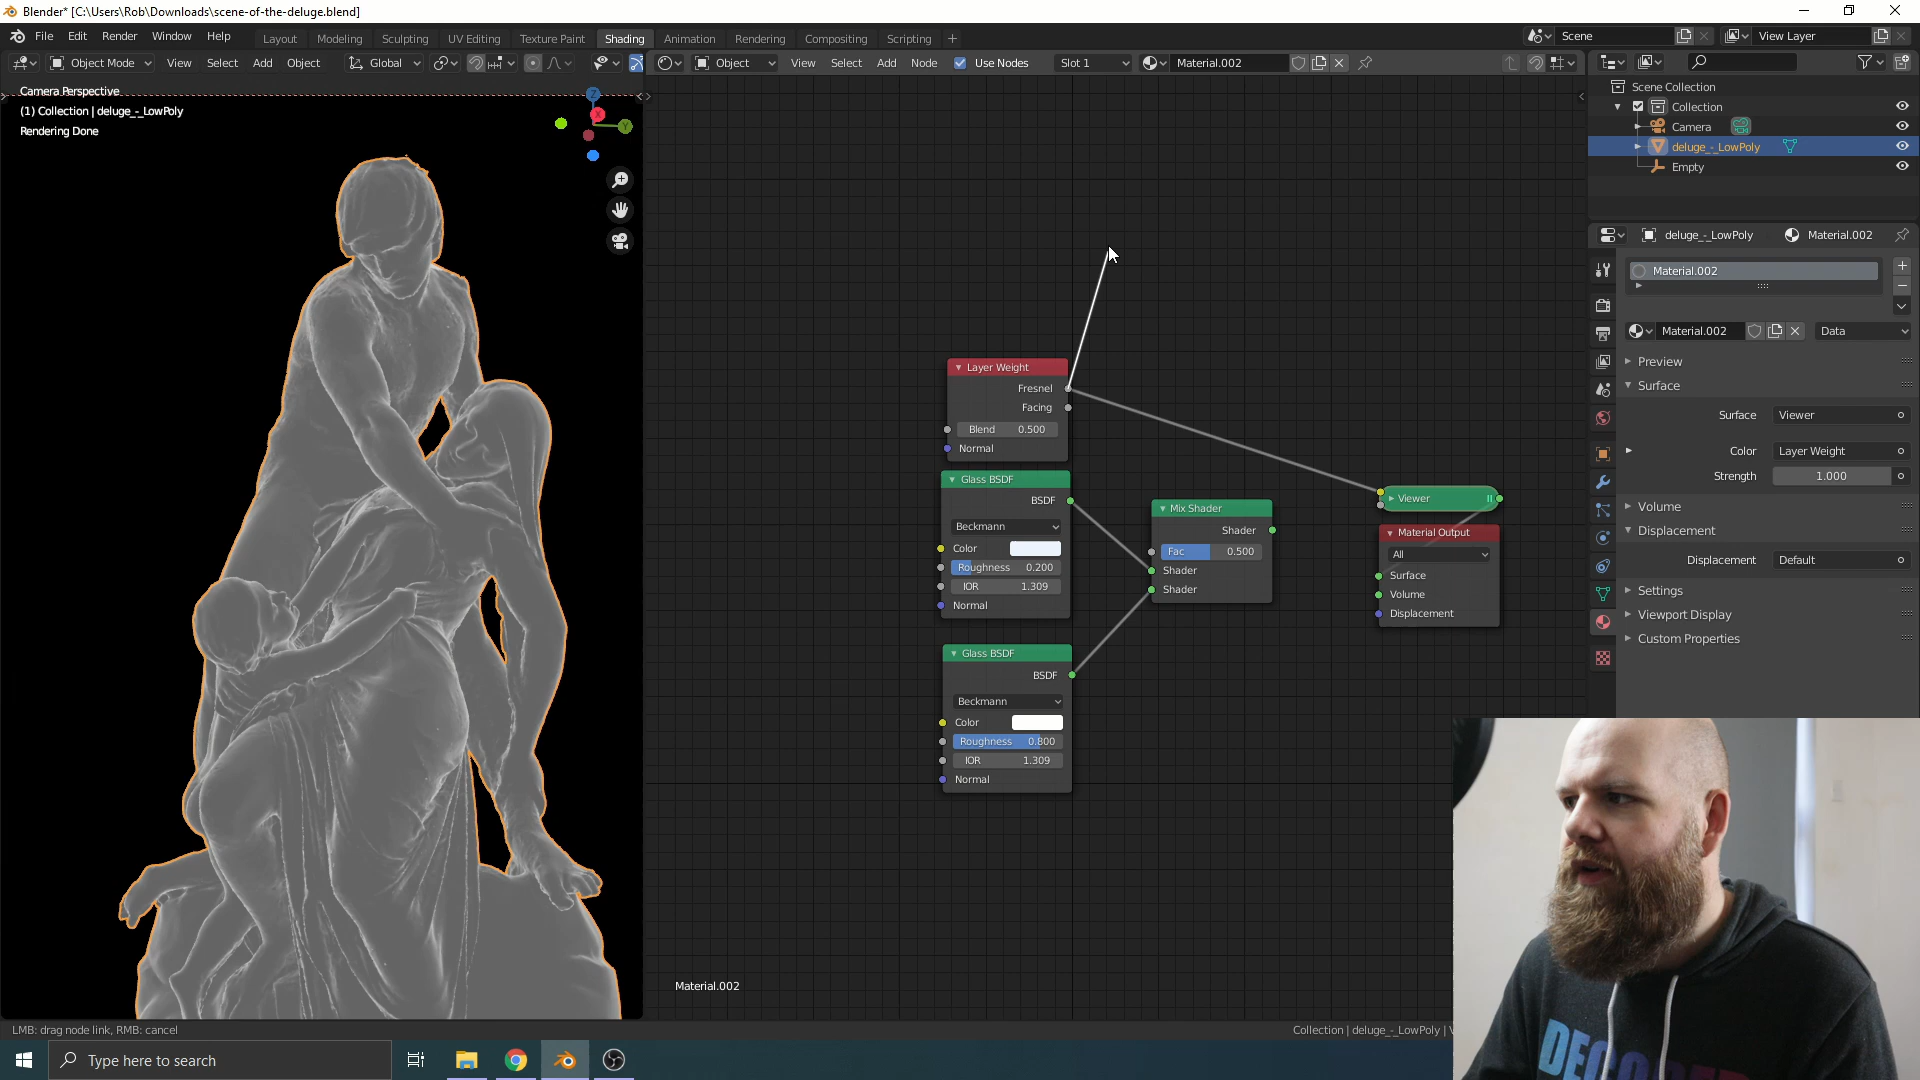 Blender* [C:\Users\Rob\Downloads\scene-of-the-deluge.blend]
File Edit Render Window Help
Layout Modeling Sculpting UV Editing Texture Paint Shading Animation Rendering Compositing Scripting +
Scene
View Layer
Object Mode View Select Add Object Global
Object View Select Add Node Use Nodes Slot 1 Material.002
Camera Perspective
(1) Collection | deluge_-_LowPoly
Rendering Done
Z
X
Y
Layer Weight
Fresnel
Facing
Blend 0.500
Normal
Glass BSDF
BSDF
Beckmann
Color
Roughness 0.200
IOR 1.309
Normal
Glass BSDF
BSDF
Beckmann
Color
Roughness 0.800
IOR 1.309
Normal
Mix Shader
Shader
Fac 0.500
Shader
Shader
Viewer
Material Output
All
Surface
Volume
Displacement
Material.002
Scene Collection
Collection
Camera
deluge_-_LowPoly
Empty
deluge_-_LowPoly Material.002
Material.002
Material.002 Data
Preview
Surface
Surface Viewer
Color Layer Weight
Strength 1.000
Volume
Displacement
Displacement Default
Settings
Viewport Display
Custom Properties
LMB: drag node link, RMB: cancel
Collection | deluge_-_LowPoly |
Type here to search